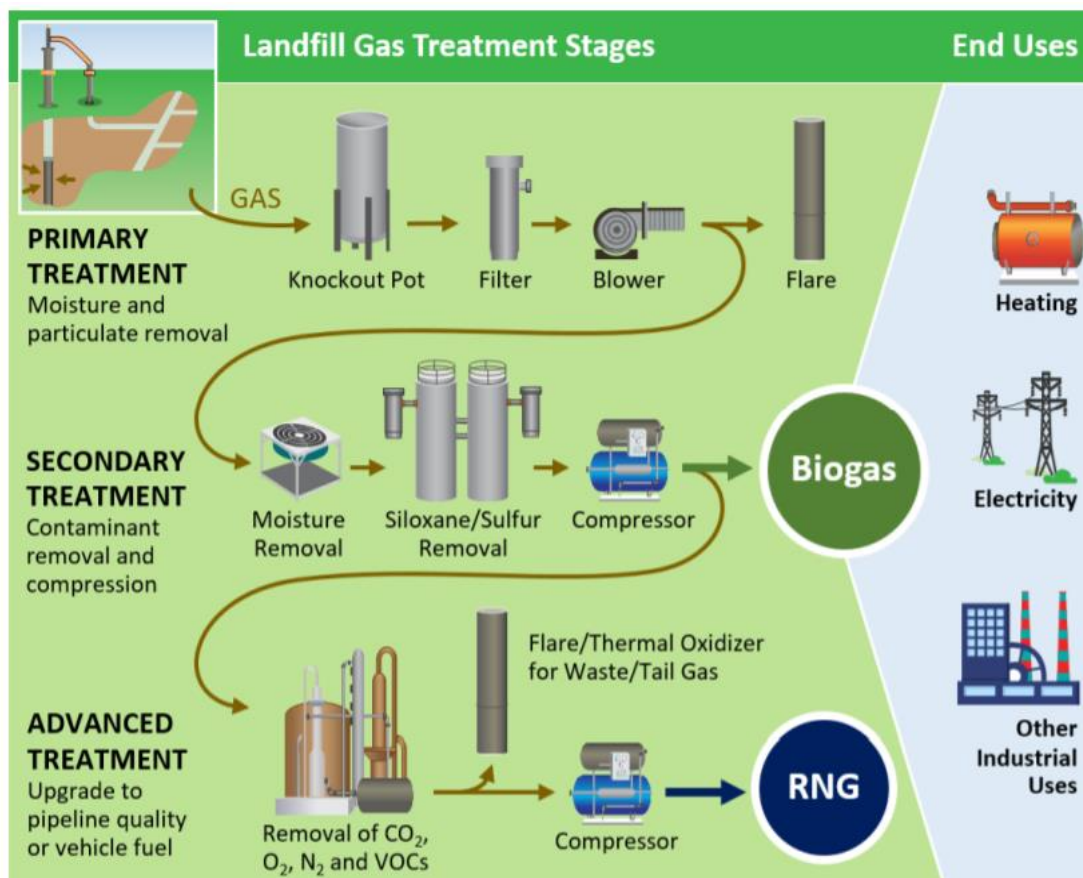 Landfill Gas Treatment Stages
End Uses
GAS
PRIMARY
TREATMENT
Moisture and
particulate removal
Knockout Pot
Filter
Blower
Flare
Heating
SECONDARY
TREATMENT
Contaminant
removal and
compression
Moisture
Removal
Siloxane/Sulfur
Removal
Compressor
Biogas
Electricity
ADVANCED
TREATMENT
Upgrade to
pipeline quality
or vehicle fuel
Removal of CO₂,
O₂, N₂ and VOCs
Flare/Thermal Oxidizer
for Waste/Tail Gas
Compressor
RNG
Other
Industrial
Uses